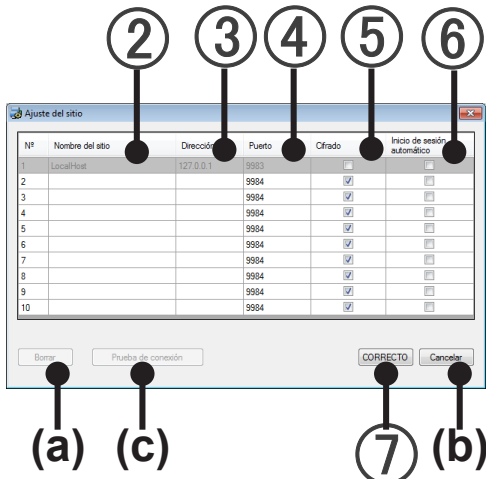 2 3 4 5 6
Ajuste del sitio
Nº Nombre del sitio Dirección Puerto Cifrado Inicio de sesión
automático
1 LocalHost 127.0.0.1 9983
2 9984
3 9984
4 9984
5 9984
6 9984
7 9984
8 9984
9 9984
10 9984
Borrar Prueba de conexión CORRECTO Cancelar
(a) (c) 7 (b)